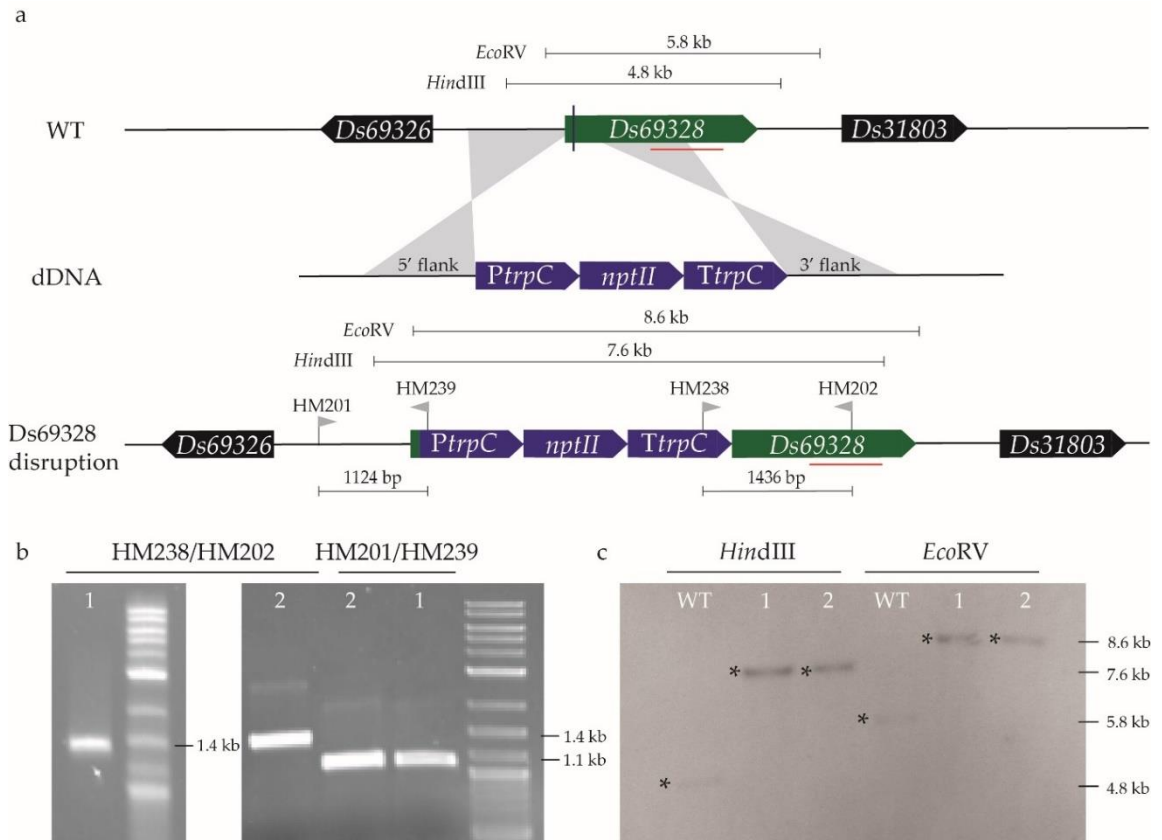 a
5.8 kb
EcoRV
4.8 kb
HindIII
WT
Ds69326
Ds69328
Ds31803
dDNA
5' flank
PtrpC
nptII
TtrpC
3' flank
8.6 kb
EcoRV
7.6 kb
HindIII
HM201
HM239
HM238
HM202
Ds69328
disruption
Ds69326
PtrpC
nptII
TtrpC
Ds69328
Ds31803
1124 bp
1436 bp
b
HM238/HM202
HM201/HM239
1
2
2
1
1.4 kb
1.4 kb
1.1 kb
c
HindIII
EcoRV
WT
1
2
WT
1
2
*
*
*
*
*
*
8.6 kb
7.6 kb
5.8 kb
4.8 kb